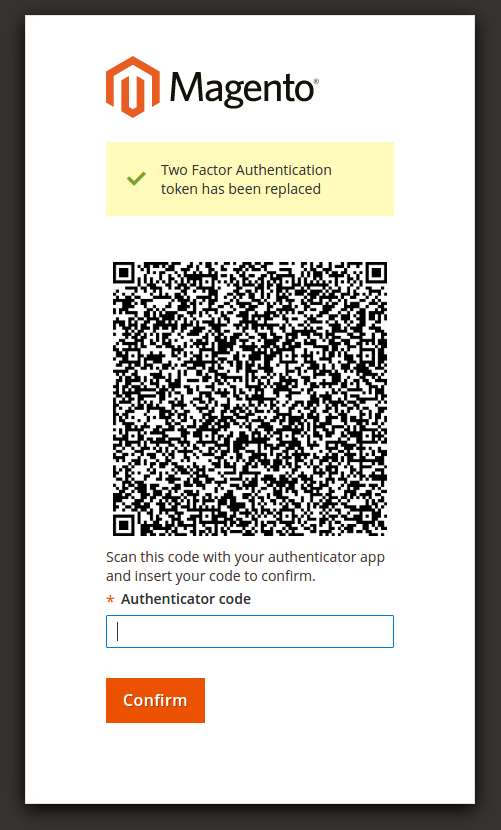 Magento®
Two Factor Authentication
token has been replaced
Scan this code with your authenticator app
and insert your code to confirm.
* Authenticator code
Confirm